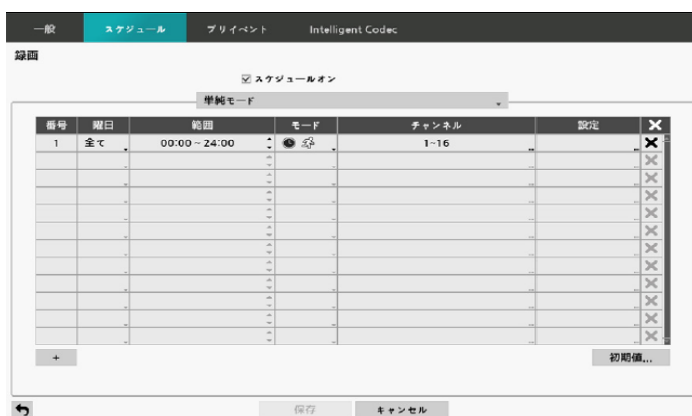 一般 スケジュール プリイベント Intelligent Codec
録画
スケジュールオン
単純モード
番号 曜日 範囲 モード チャンネル 設定
1 全て 00:00 ~ 24:00 1~16
+ 初期値...
保存 キャンセル